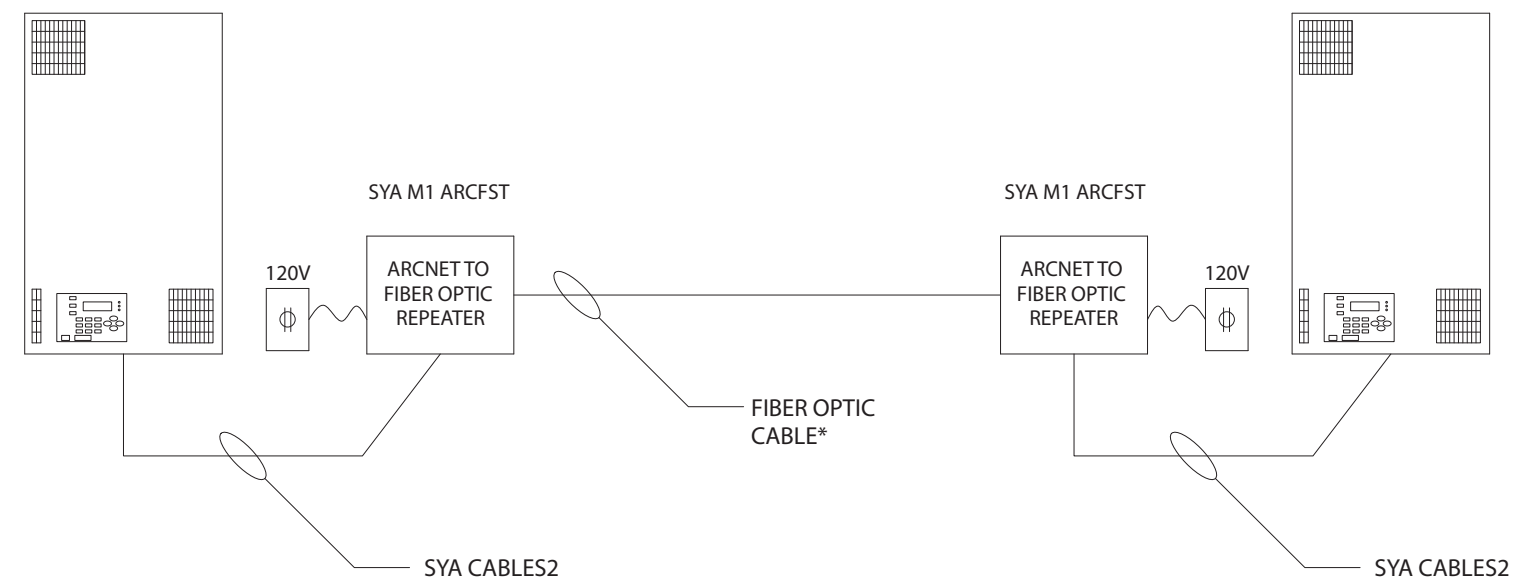 SYA M1 ARCFST
SYA M1 ARCFST
120V
ARCNET TO
FIBER OPTIC
REPEATER
ARCNET TO
FIBER OPTIC
REPEATER
120V
FIBER OPTIC
CABLE*
SYA CABLES2
SYA CABLES2